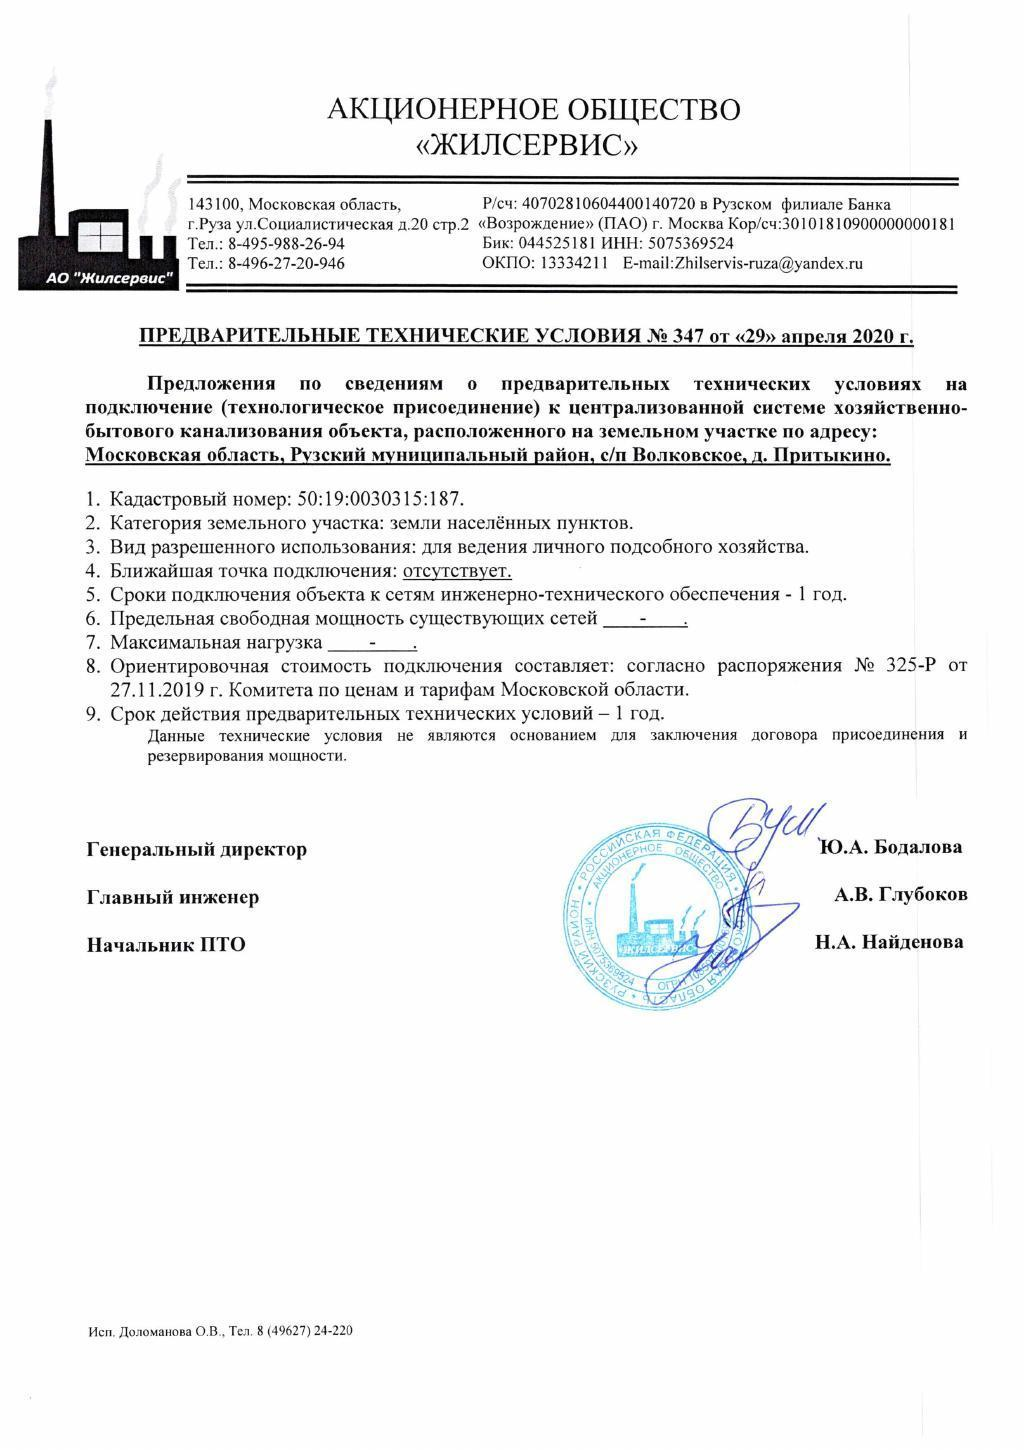 АКЦИОНЕРНОЕ ОБЩЕСТВО
«ЖИЛСЕРВИС»
АО "Жилсервис"
143100, Московская область,
г.Руза ул.Социалистическая д.20 стр.2
Тел.: 8-495-988-26-94
Тел.: 8-496-27-20-946
Р/сч: 40702810604400140720 в Рузском филиале Банка
«Возрождение» (ПАО) г. Москва Кор/сч:30101810900000000181
Бик: 044525181 ИНН: 5075369524
ОКПО: 13334211 E-mail:Zhilservis-ruza@yandex.ru
ПРЕДВАРИТЕЛЬНЫЕ ТЕХНИЧЕСКИЕ УСЛОВИЯ № 347 от «29» апреля 2020 г.
Предложения по сведениям о предварительных технических условиях на
подключение (технологическое присоединение) к централизованной системе хозяйственно-
бытового канализования объекта, расположенного на земельном участке по адресу:
Московская область, Рузский муниципальный район, с/п Волковское, д. Притыкино.
1. Кадастровый номер: 50:19:0030315:187.
2. Категория земельного участка: земли населённых пунктов.
3. Вид разрешенного использования: для ведения личного подсобного хозяйства.
4. Ближайшая точка подключения: отсутствует.
5. Сроки подключения объекта к сетям инженерно-технического обеспечения - 1 год.
6. Предельная свободная мощность существующих сетей ____-____.
7. Максимальная нагрузка ____-____.
8. Ориентировочная стоимость подключения составляет: согласно распоряжения № 325-Р от
27.11.2019 г. Комитета по ценам и тарифам Московской области.
9. Срок действия предварительных технических условий – 1 год.
Данные технические условия не являются основанием для заключения договора присоединения и
резервирования мощности.
Генеральный директор
Ю.А. Бодалова
Главный инженер
А.В. Глубоков
Начальник ПТО
Н.А. Найденова
РОССИЙСКАЯ ФЕДЕРАЦИЯ
АКЦИОНЕРНОЕ ОБЩЕСТВО
РУЗСКИЙ РАЙОН
ИНН 5075369524
ОГРН
ОБЛАСТЬ
ЖИЛСЕРВИС
Исп. Доломанова О.В., Тел. 8 (49627) 24-220